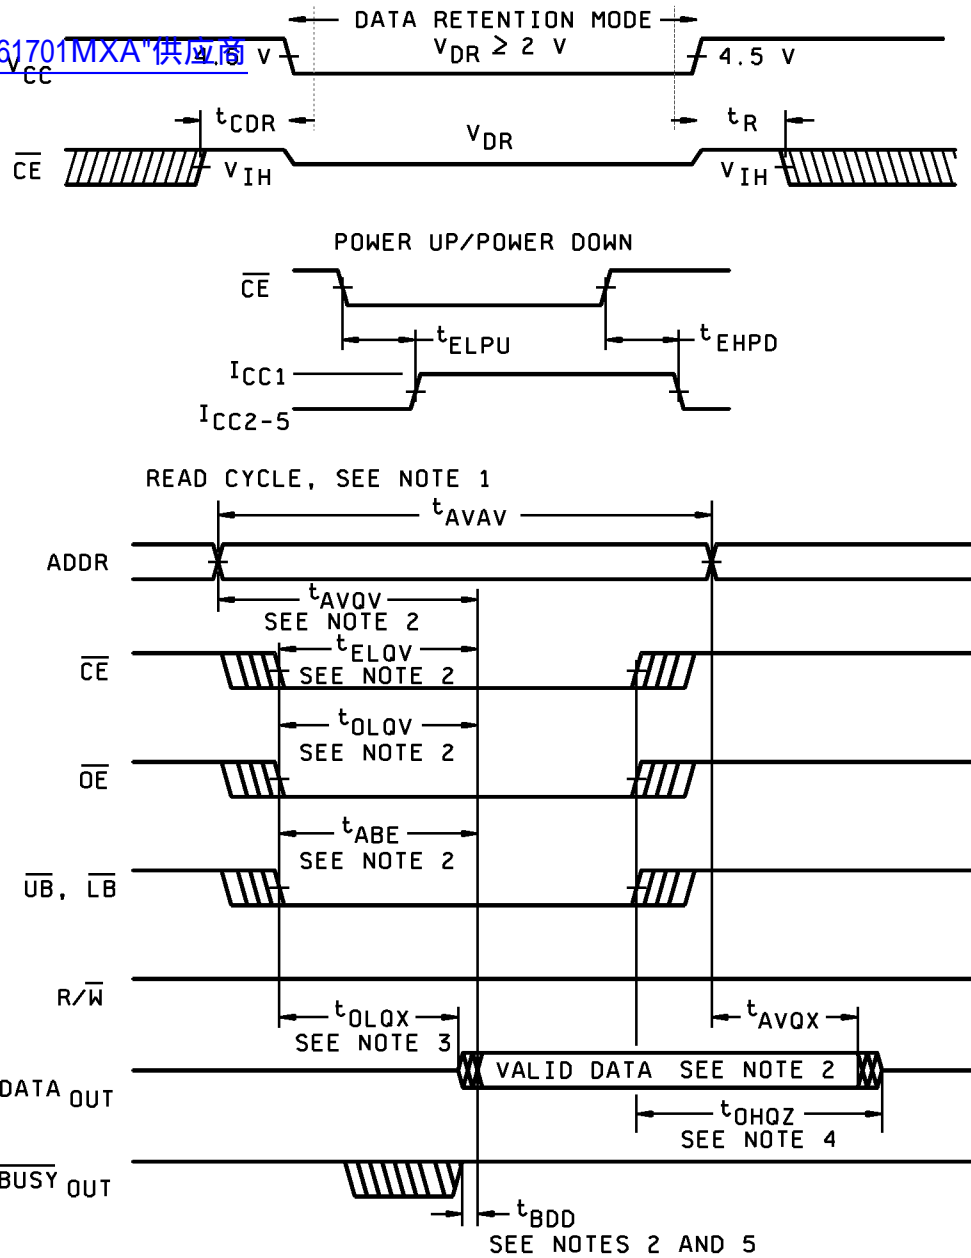 DATA RETENTION MODE
61701MXA"供应商
VCC
4.5 V
VDR ≥ 2 V
4.5 V
tCDR
VDR
tR
CE
VIH
VIH
POWER UP/POWER DOWN
CE
tELPU
tEHPD
ICC1
ICC2-5
READ CYCLE, SEE NOTE 1
tAVAV
ADDR
tAVQV
SEE NOTE 2
tELQV
CE
SEE NOTE 2
tOLQV
SEE NOTE 2
OE
tABE
SEE NOTE 2
UB, LB
R/W
tOLQX
SEE NOTE 3
tAVQX
DATA OUT
VALID DATA SEE NOTE 2
tOHQZ
SEE NOTE 4
BUSY OUT
tBDD
SEE NOTES 2 AND 5